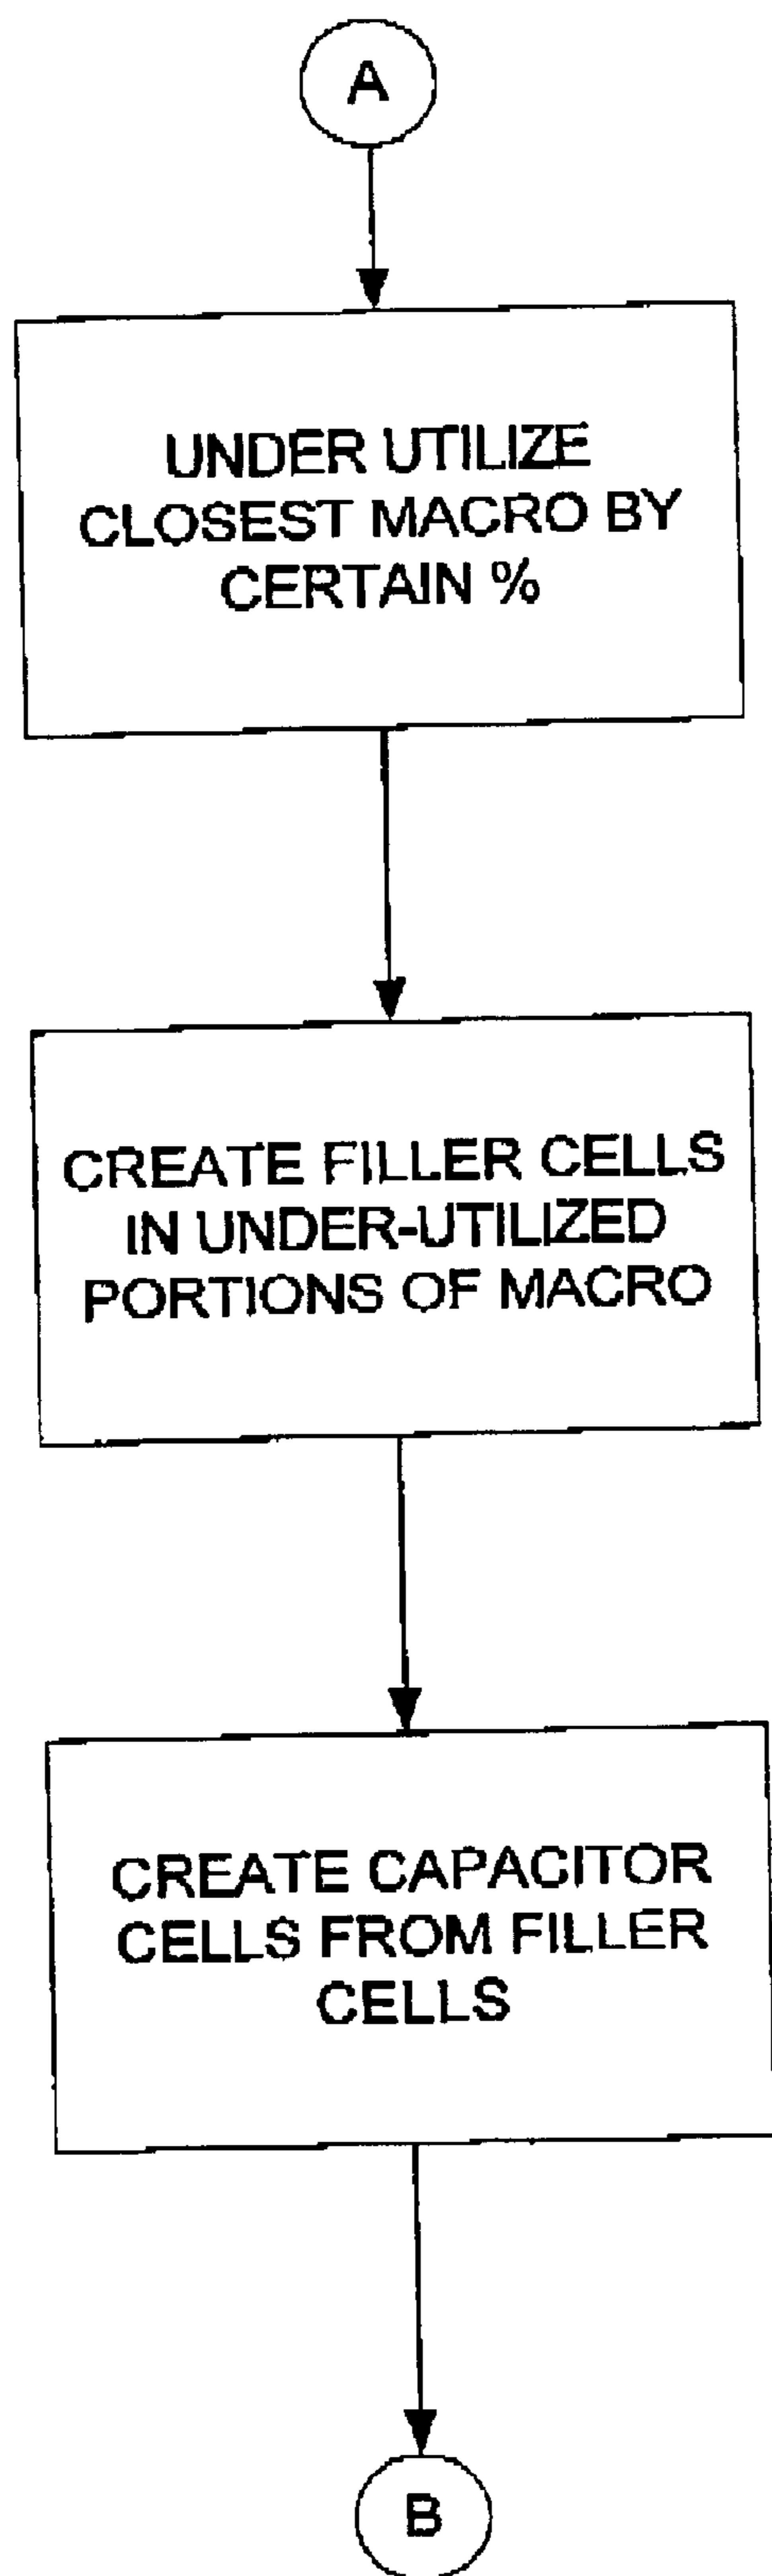 A
UNDER UTILIZE
CLOSEST MACRO BY
CERTAIN %
CREATE FILLER CELLS
IN UNDER-UTILIZED
PORTIONS OF MACRO
CREATE CAPACITOR
CELLS FROM FILLER
CELLS
B